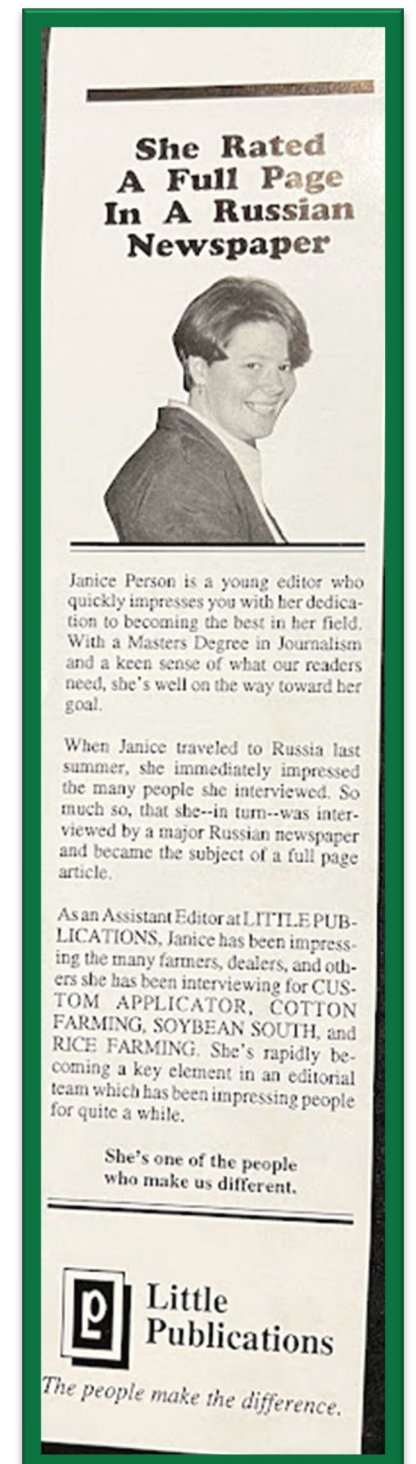 She Rated
A Full Page
In A Russian
Newspaper
Janice Person is a young editor who
quickly impresses you with her dedica-
tion to becoming the best in her field.
With a Masters Degree in Journalism
and a keen sense of what our readers
need, she's well on the way toward her
goal.
When Janice traveled to Russia last
summer, she immediately impressed
the many people she interviewed. So
much so, that she--in turn--was inter-
viewed by a major Russian newspaper
and became the subject of a full page
article.
As an Assistant Editor at LITTLE PUB-
LICATIONS, Janice has been impress-
ing the many farmers, dealers, and oth-
ers she has been interviewing for CUS-
TOM APPLICATOR, COTTON
FARMING, SOYBEAN SOUTH, and
RICE FARMING. She's rapidly be-
coming a key element in an editorial
team which has been impressing people
for quite a while.
She's one of the people
who make us different.
Little
Publications
The people make the difference.